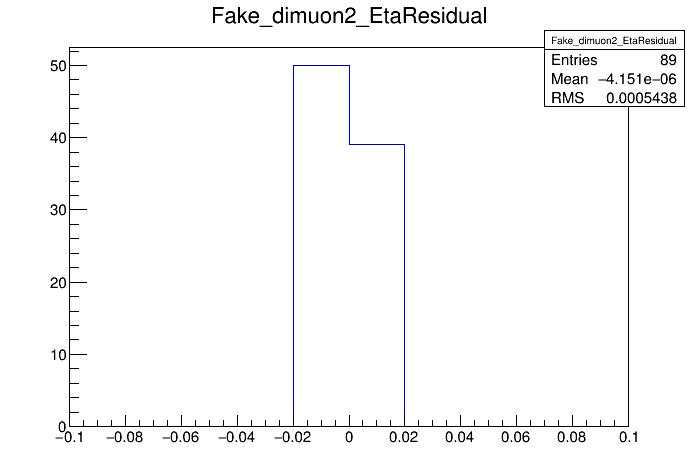 Fake_dimuon2_EtaResidual
Fake_dimuon2_EtaResidual
Entries 89
Mean −4.151e−06
RMS 0.0005438
50
40
30
20
10
0
−0.1 −0.08 −0.06 −0.04 −0.02 0 0.02 0.04 0.06 0.08 0.1